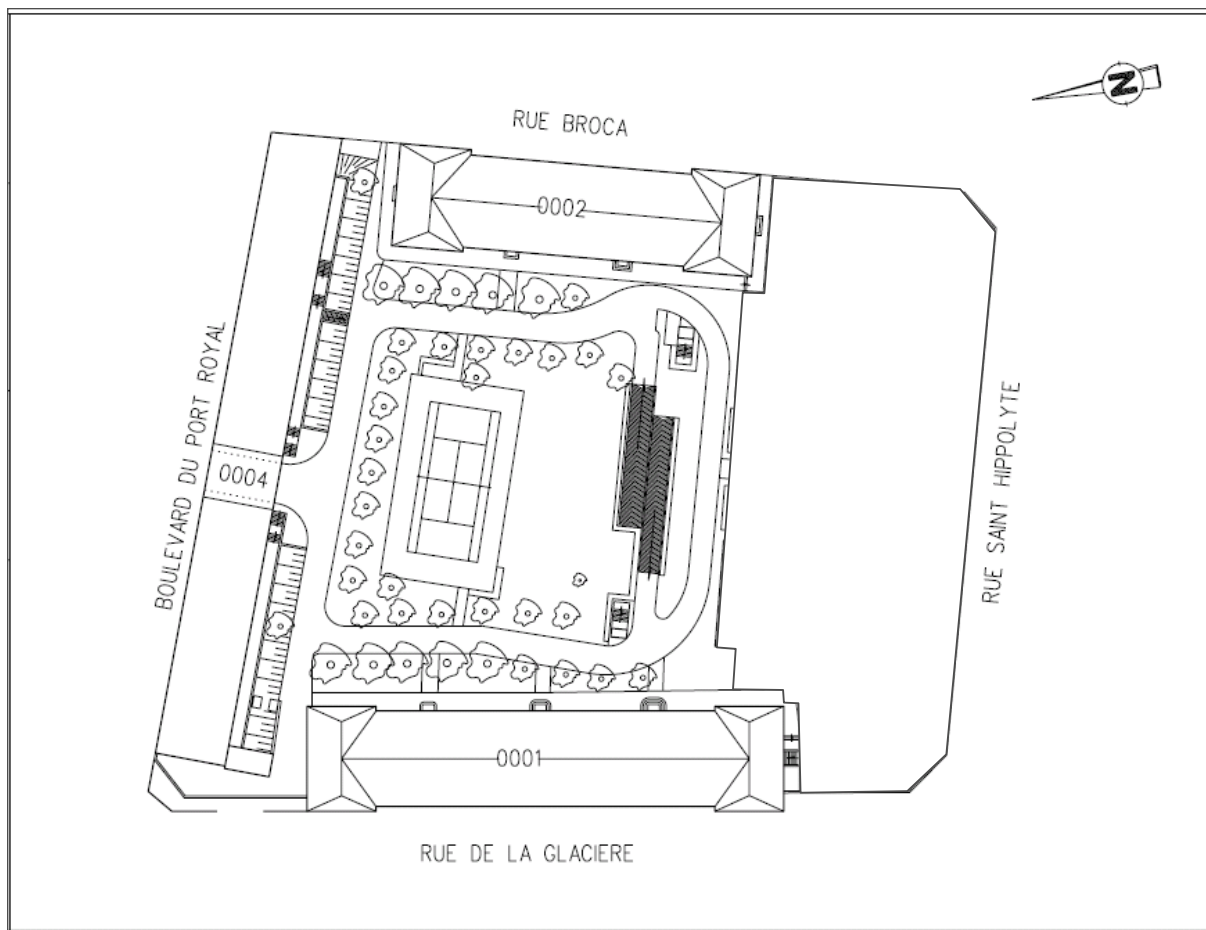 N
RUE BROCA
0002
BOULEVARD DU PORT ROYAL
0004
RUE SAINT HIPPOLYTE
0001
RUE DE LA GLACIERE